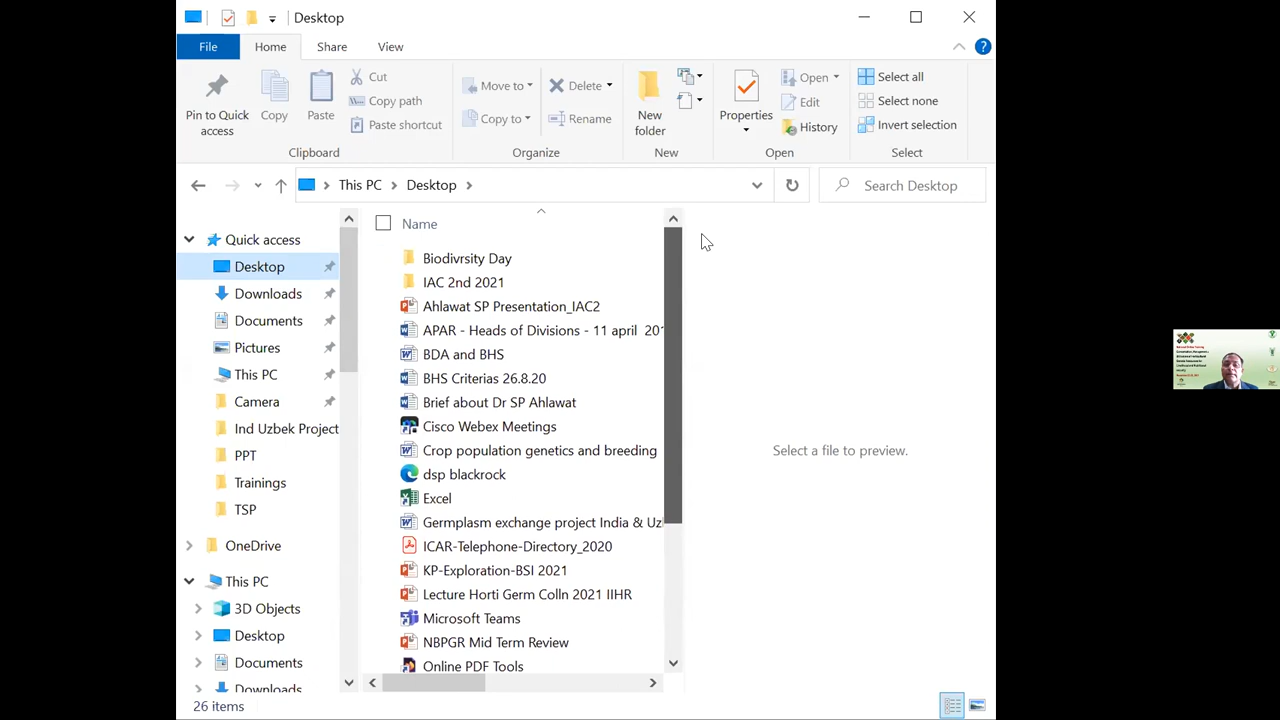 Desktop
File Home Share View
Pin to Quick access
Copy
Paste
Cut
Copy path
Paste shortcut
Clipboard
Move to
Copy to
Delete
Rename
Organize
New folder
New
Properties
Open
Edit
History
Open
Select all
Select none
Invert selection
Select
This PC Desktop
Search Desktop
Quick access
Desktop
Downloads
Documents
Pictures
This PC
Camera
Ind Uzbek Project
PPT
Trainings
TSP
OneDrive
This PC
3D Objects
Desktop
Documents
Downloads
Name
Biodivrsity Day
IAC 2nd 2021
Ahlawat SP Presentation_IAC2
APAR - Heads of Divisions - 11 april 201
BDA and BHS
BHS Criterias 26.8.20
Brief about Dr SP Ahlawat
Cisco Webex Meetings
Crop population genetics and breeding
dsp blackrock
Excel
Germplasm exchange project India & Uz
ICAR-Telephone-Directory_2020
KP-Exploration-BSI 2021
Lecture Horti Germ Colln 2021 IIHR
Microsoft Teams
NBPGR Mid Term Review
Online PDF Tools
Select a file to preview.
26 items